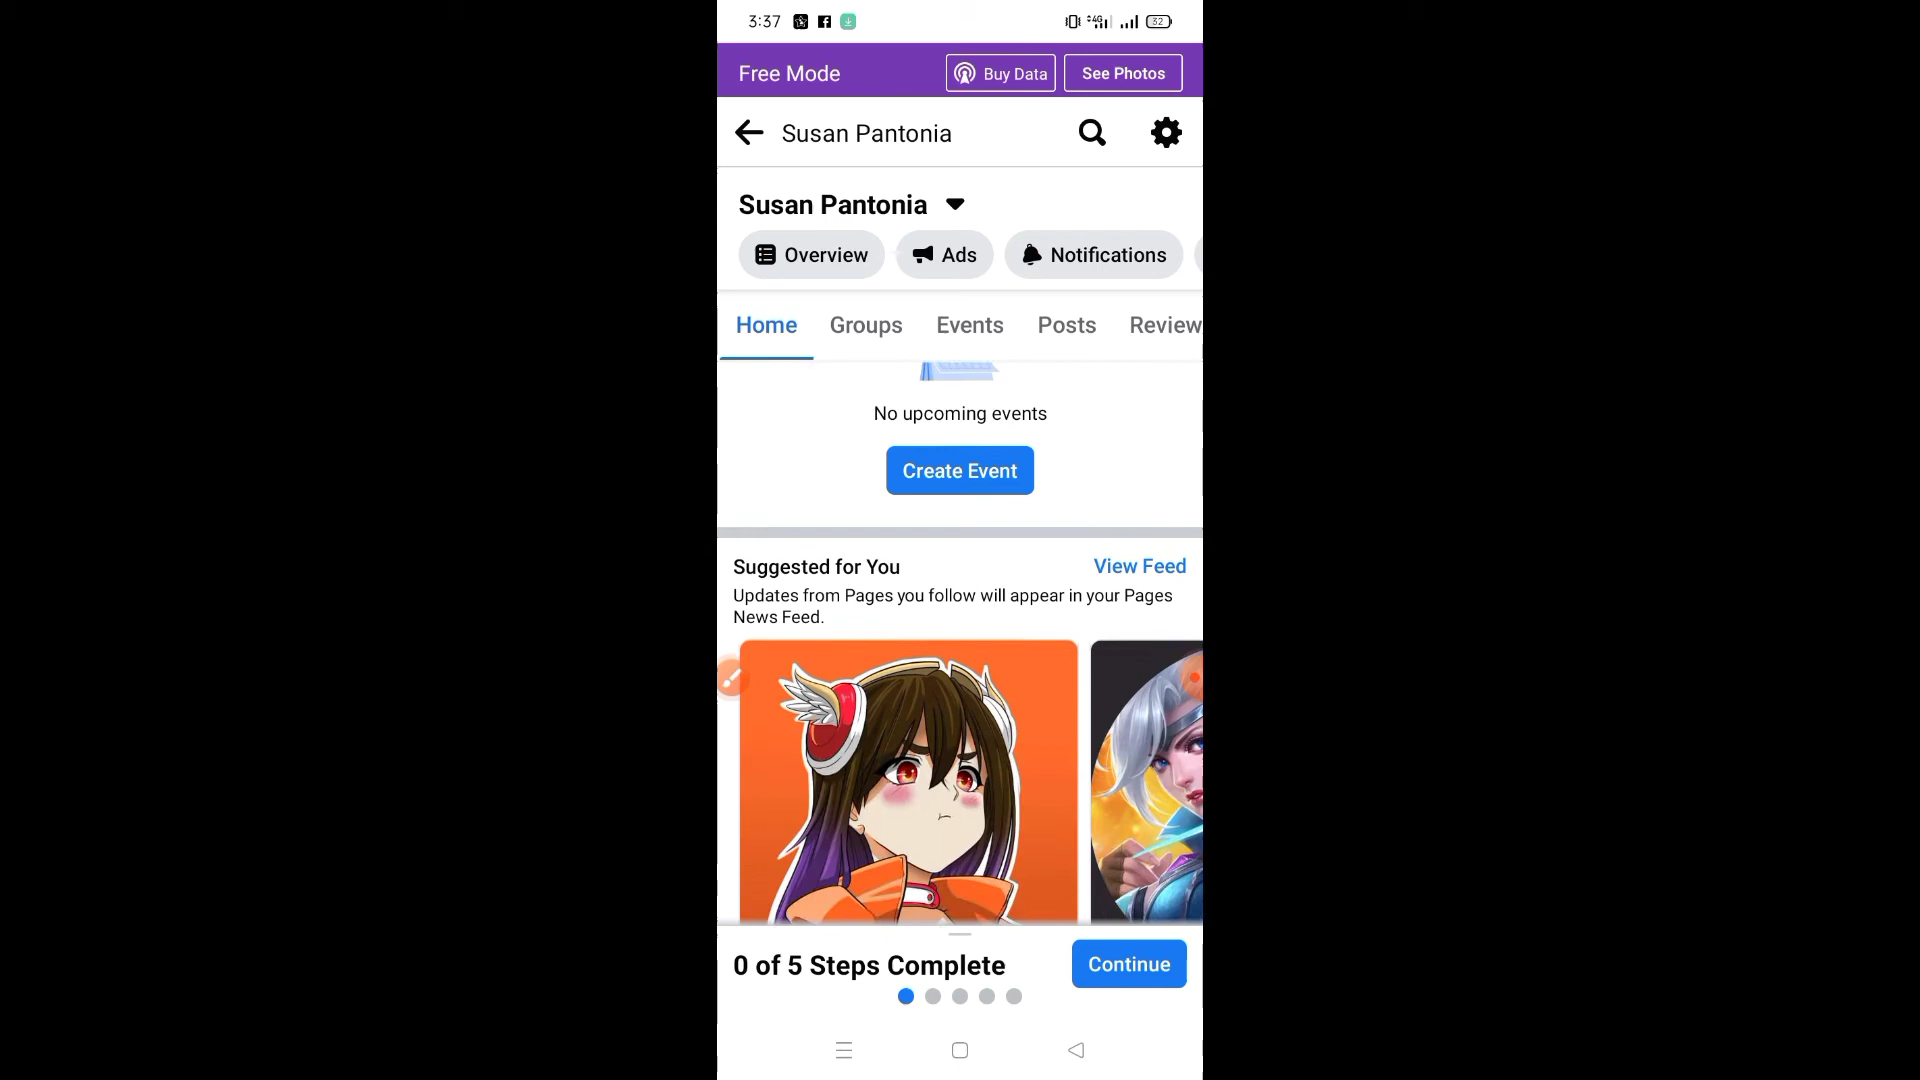 3:37 4G 32
Free Mode Buy Data See Photos
Susan Pantonia
Susan Pantonia
Overview Ads Notifications
Home Groups Events Posts Review
No upcoming events
Create Event
Suggested for You View Feed
Updates from Pages you follow will appear in your Pages
News Feed.
0 of 5 Steps Complete Continue